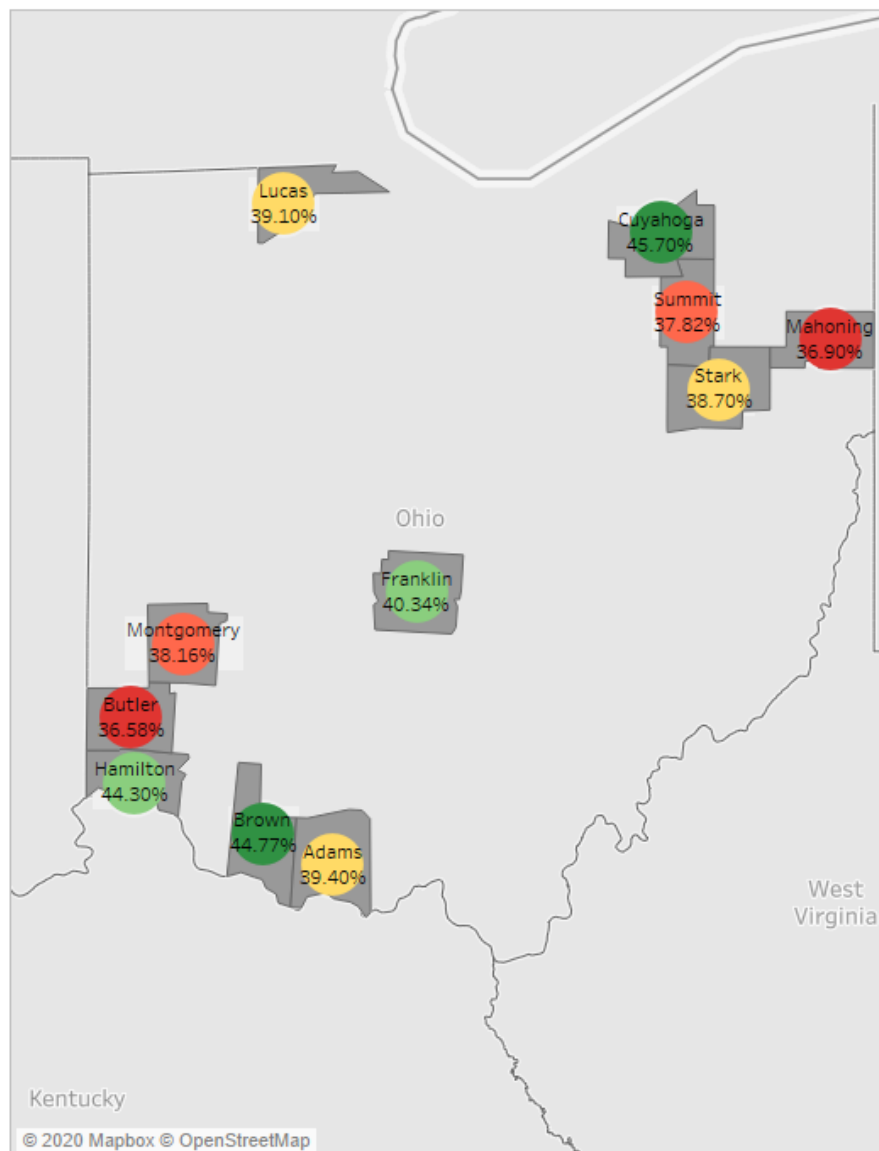 Lucas
39.10%
Cuyahoga
45.70%
Summit
37.82%
Mahoning
36.90%
Stark
38.70%
Ohio
Franklin
40.34%
Montgomery
38.16%
Butler
36.58%
Hamilton
44.30%
Brown
44.77%
Adams
39.40%
West
Virginia
Kentucky
© 2020 Mapbox © OpenStreetMap